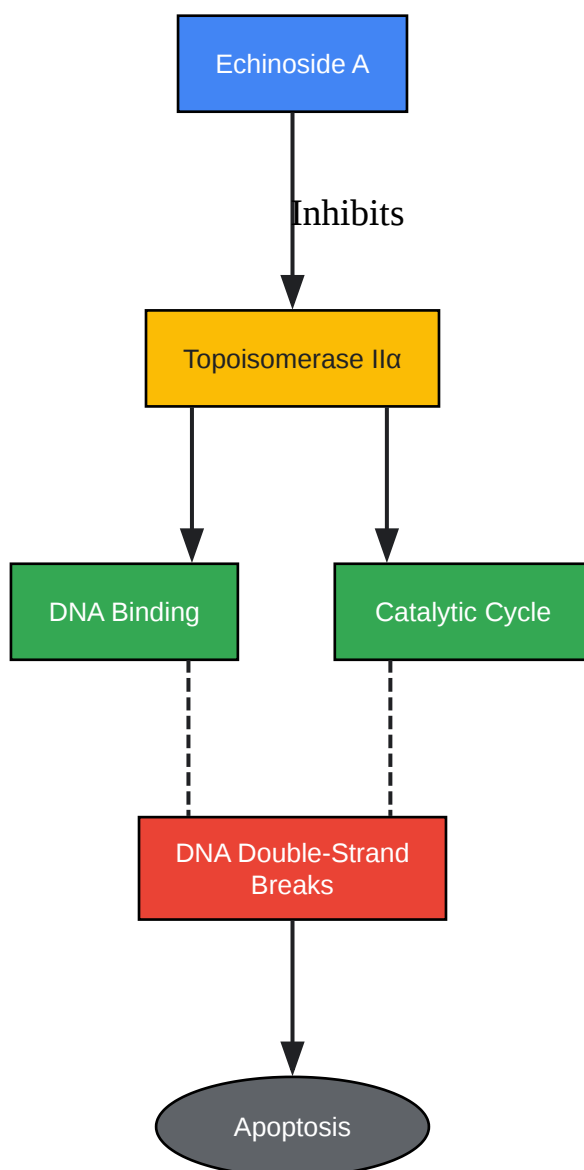 Echinoside A
Inhibits
Topoisomerase IIα
DNA Binding
Catalytic Cycle
DNA Double-Strand
Breaks
Apoptosis